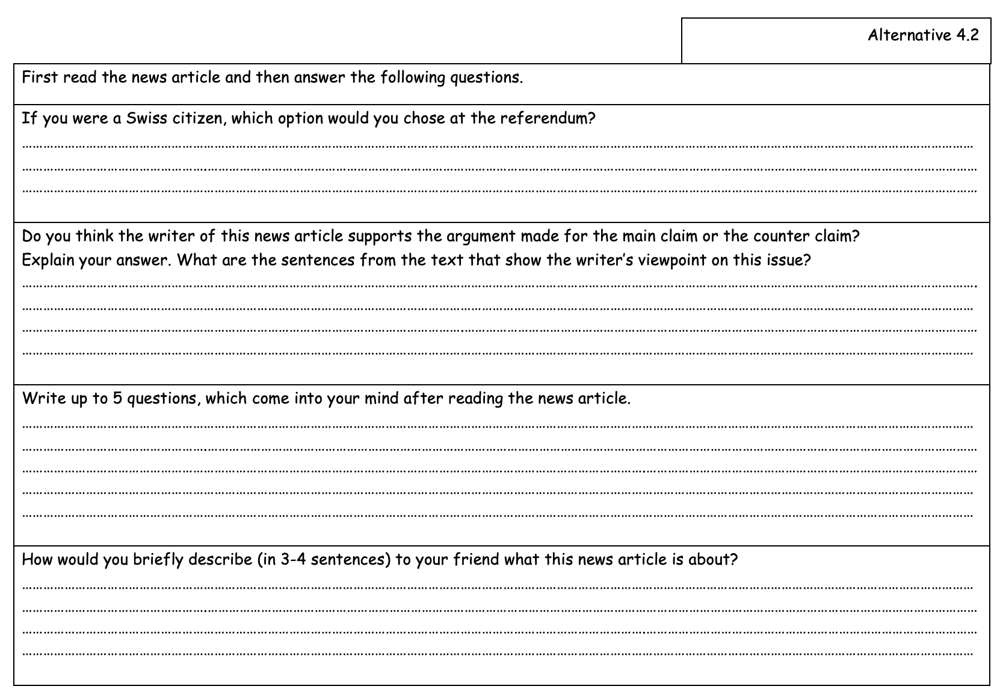 Alternative 4.2
First read the news article and then answer the following questions.
If you were a Swiss citizen, which option would you chose at the referendum?
………………………………………………………………………………………………………………………………
………………………………………………………………………………………………………………………………
………………………………………………………………………………………………………………………………
Do you think the writer of this news article supports the argument made for the main claim or the counter claim?
Explain your answer. What are the sentences from the text that show the writer’s viewpoint on this issue?
………………………………………………………………………………………………………………………………
………………………………………………………………………………………………………………………………
………………………………………………………………………………………………………………………………
………………………………………………………………………………………………………………………………
Write up to 5 questions, which come into your mind after reading the news article.
………………………………………………………………………………………………………………………………
………………………………………………………………………………………………………………………………
………………………………………………………………………………………………………………………………
………………………………………………………………………………………………………………………………
………………………………………………………………………………………………………………………………
How would you briefly describe (in 3-4 sentences) to your friend what this news article is about?
………………………………………………………………………………………………………………………………
………………………………………………………………………………………………………………………………
………………………………………………………………………………………………………………………………
………………………………………………………………………………………………………………………………